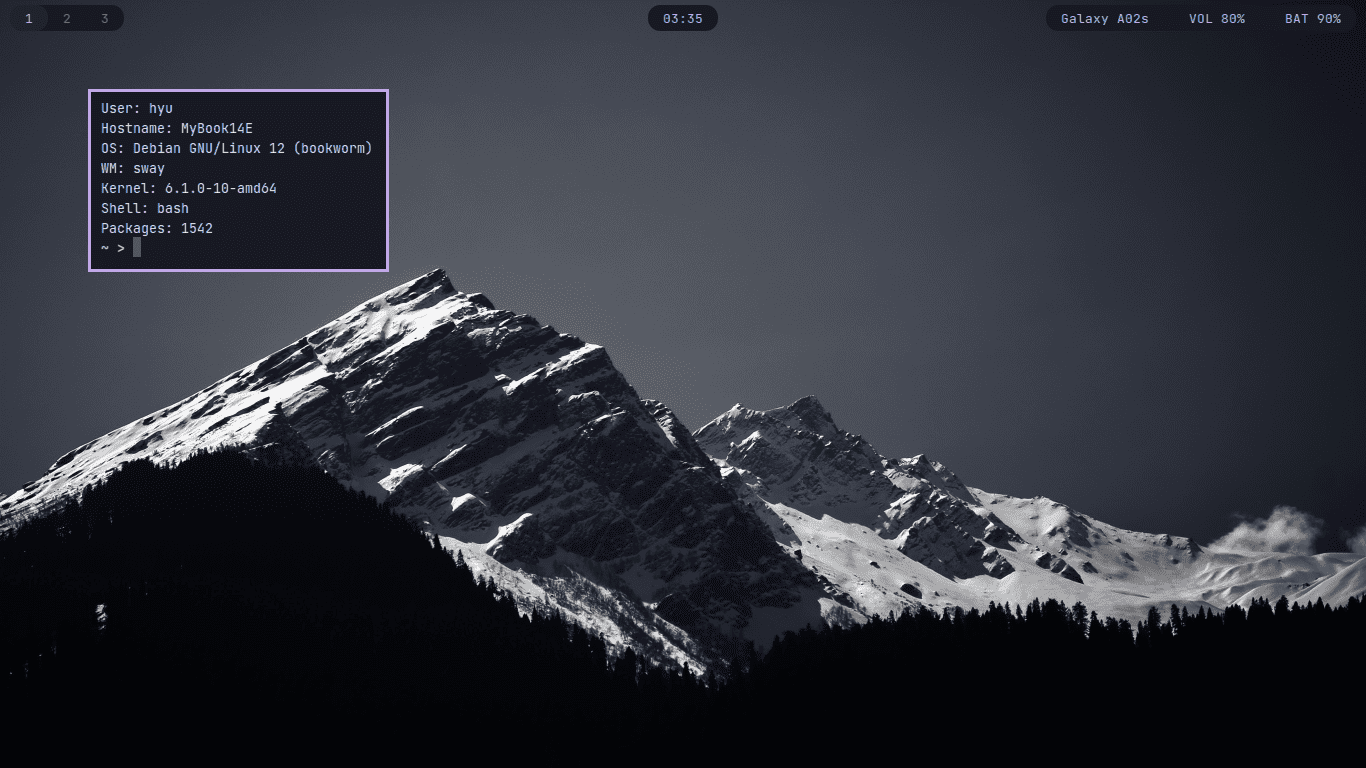 1 2 3
03:35
Galaxy A02s VOL 80% BAT 90%
User: hyu
Hostname: MyBook14E
OS: Debian GNU/Linux 12 (bookworm)
WM: sway
Kernel: 6.1.0-10-amd64
Shell: bash
Packages: 1542
~ >